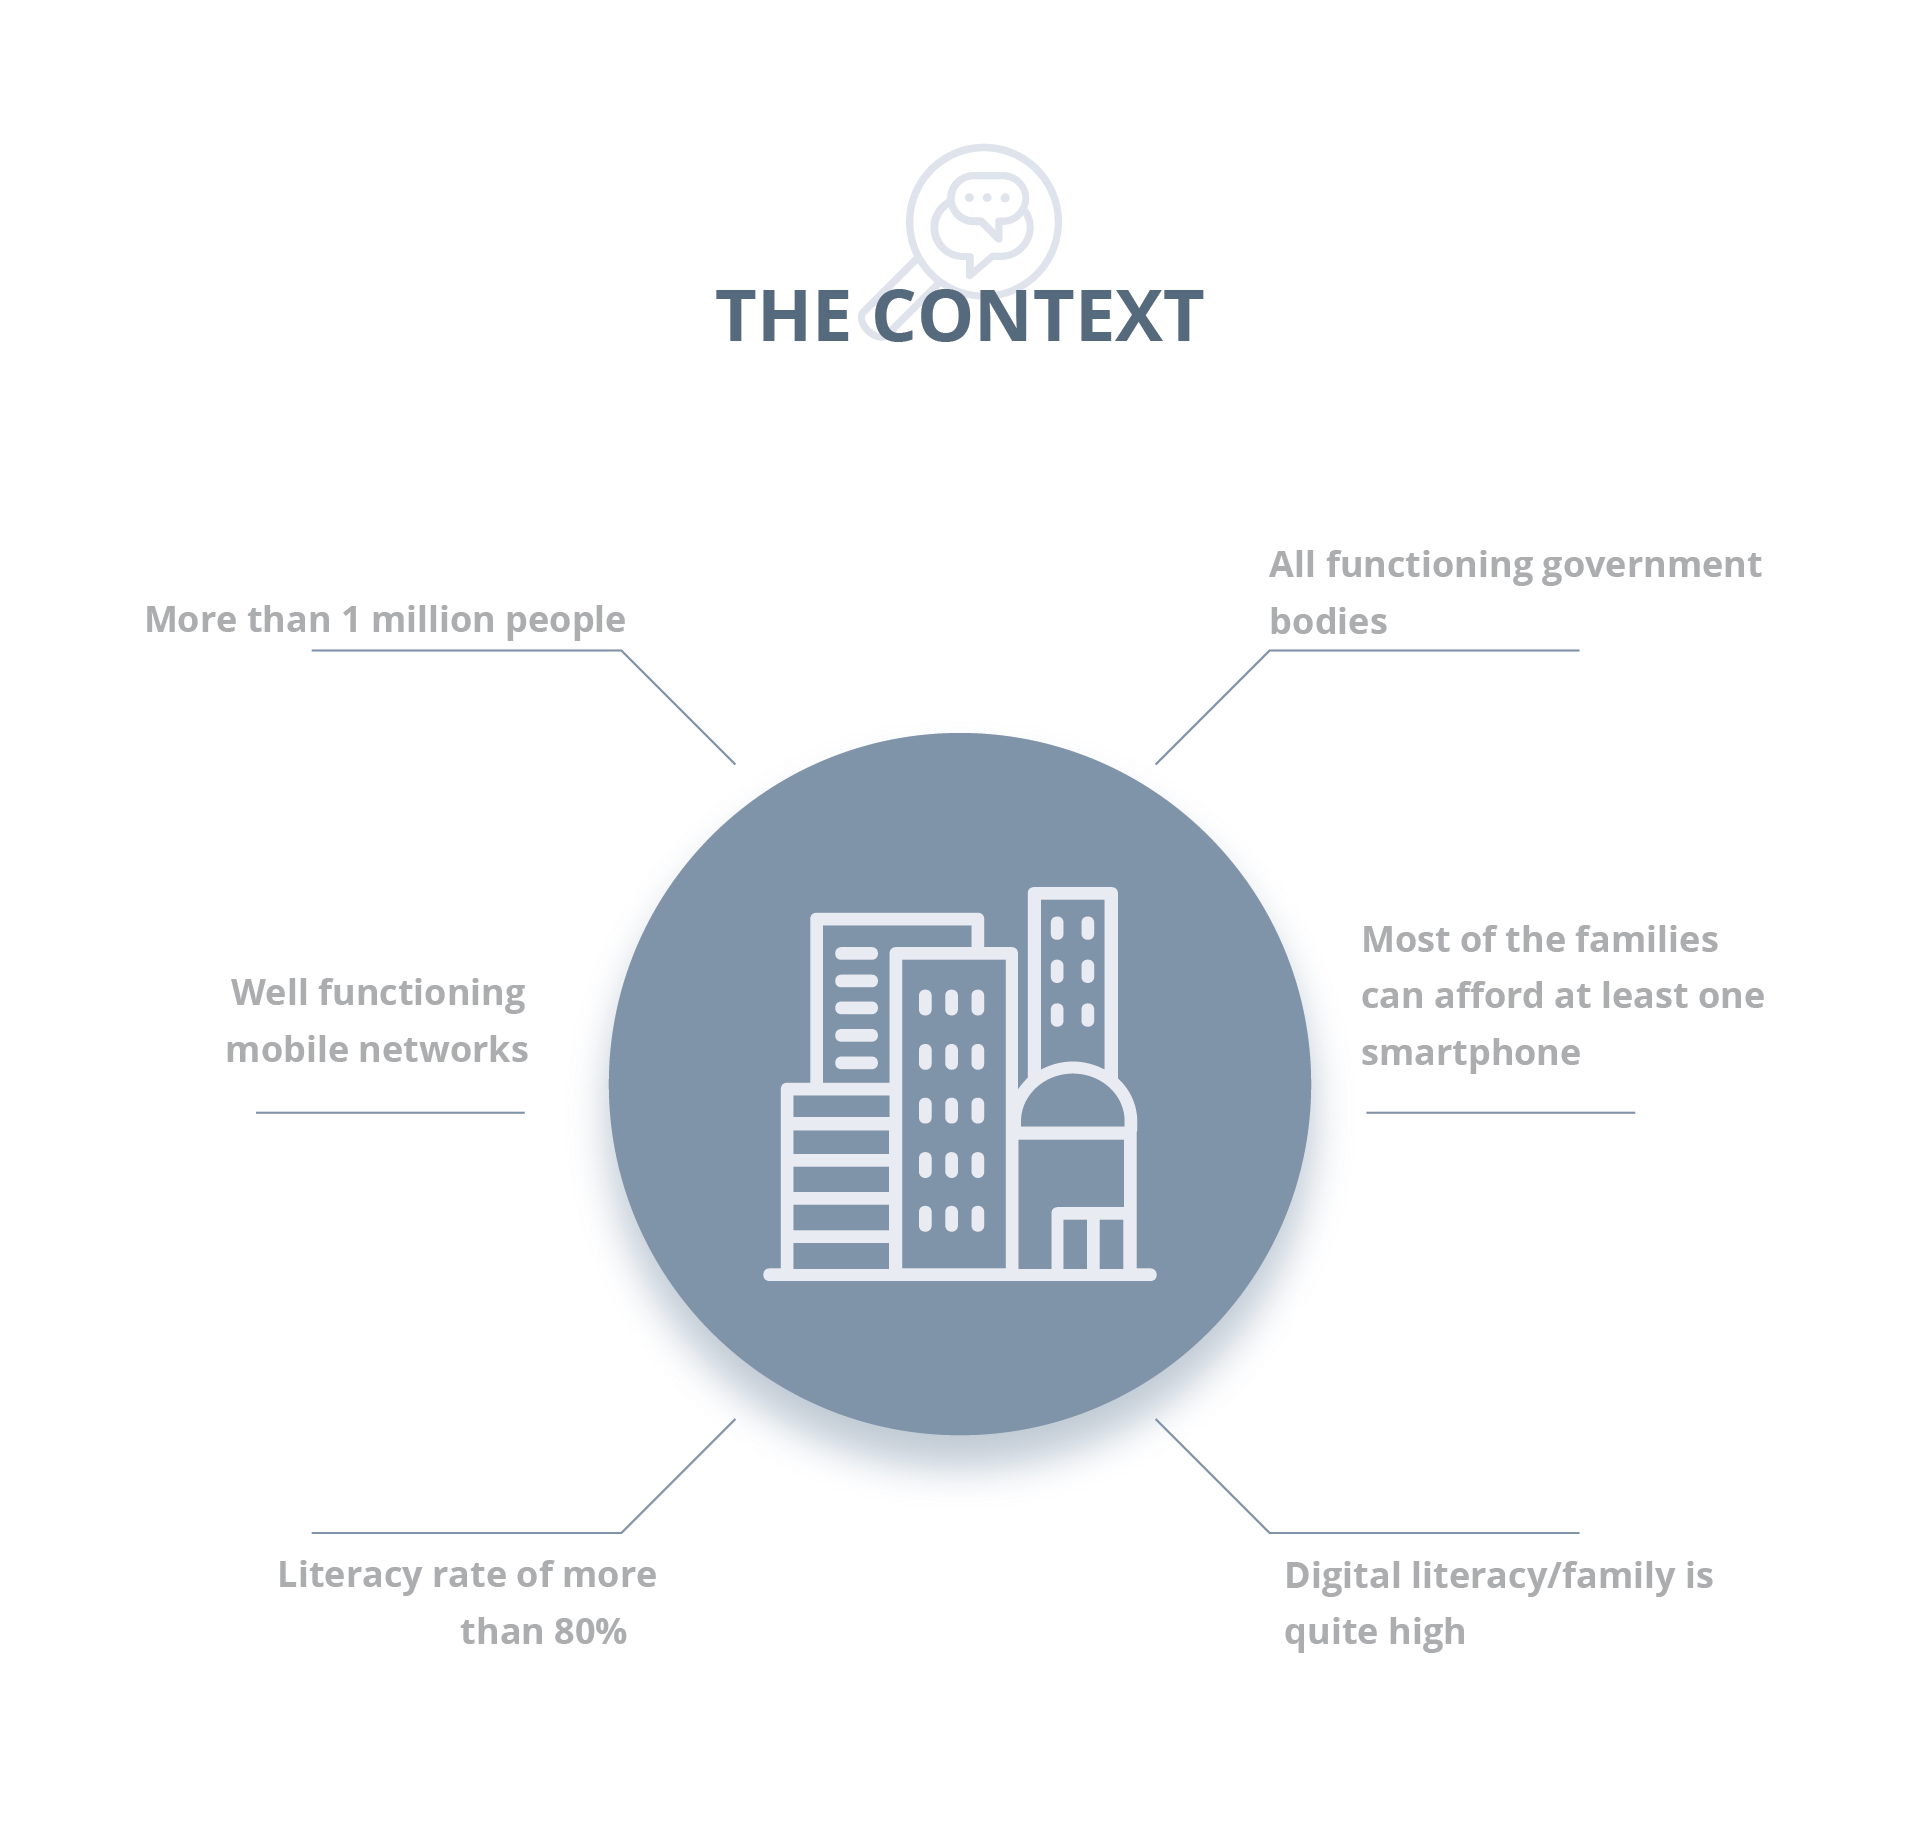 THE CONTEXT
More than 1 million people
All functioning government
bodies
Well functioning
mobile networks
Most of the families
can afford at least one
smartphone
Literacy rate of more
than 80%
Digital literacy/family is
quite high